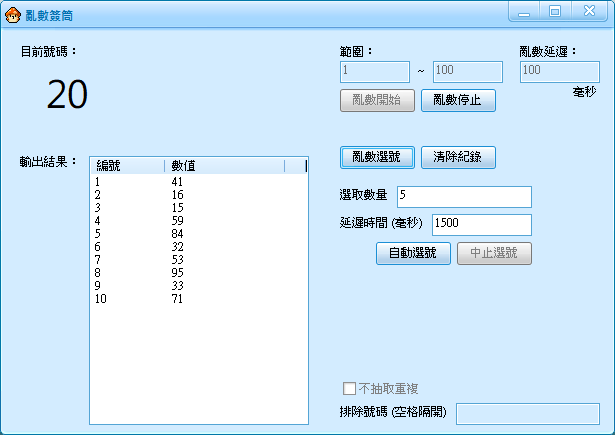 亂數簽筒
目前號碼：
20
範圍：
1 ~ 100
亂數延遲：
100
毫秒
亂數開始 亂數停止
輸出結果：
編號 數值
1 41
2 16
3 15
4 59
5 84
6 32
7 53
8 95
9 33
10 71
亂數選號 清除紀錄
選取數量 5
延遲時間 (毫秒) 1500
自動選號 中止選號
不抽取重複
排除號碼 (空格隔開)